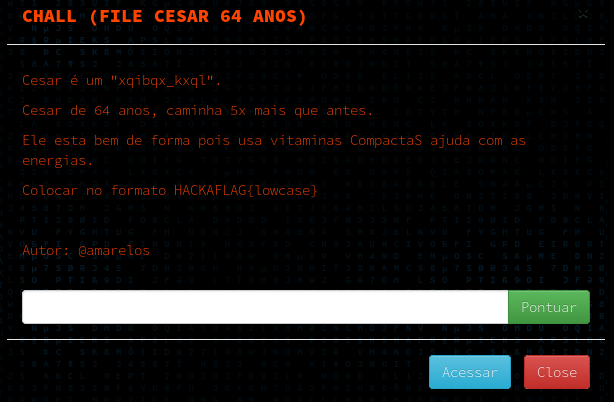 CHALL (FILE CESAR 64 ANOS)
×
Cesar é um "xqibqx_kxql".
Cesar de 64 anos, caminha 5x mais que antes.
Ele esta bem de forma pois usa vitaminas CompactaS ajuda com as
energias.
Colocar no formato HACKAFLAG{lowcase}
Autor: @amarelos
Pontuar
Acessar Close